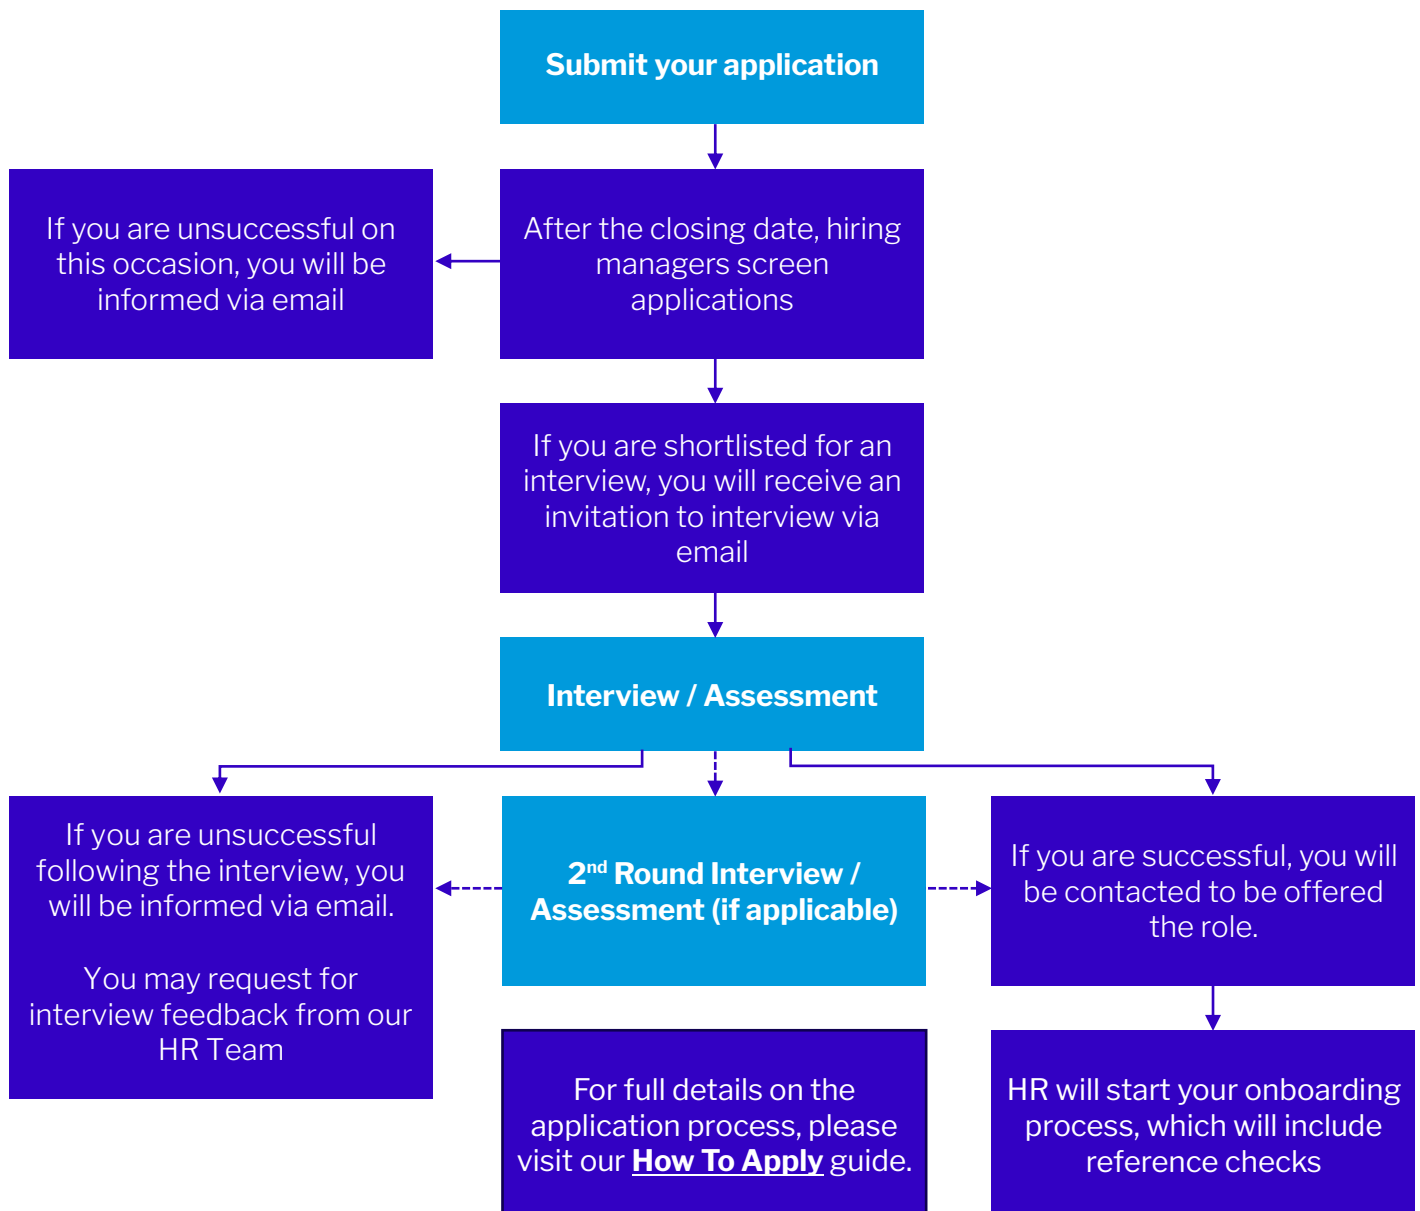 Submit your application
If you are unsuccessful on
this occasion, you will be
informed via email
After the closing date, hiring
managers screen
applications
If you are shortlisted for an
interview, you will receive an
invitation to interview via
email
Interview / Assessment
If you are unsuccessful
following the interview, you
will be informed via email.
You may request for
interview feedback from our
HR Team
2nd Round Interview /
Assessment (if applicable)
If you are successful, you will
be contacted to be offered
the role.
For full details on the
application process, please
visit our How To Apply guide.
HR will start your onboarding
process, which will include
reference checks